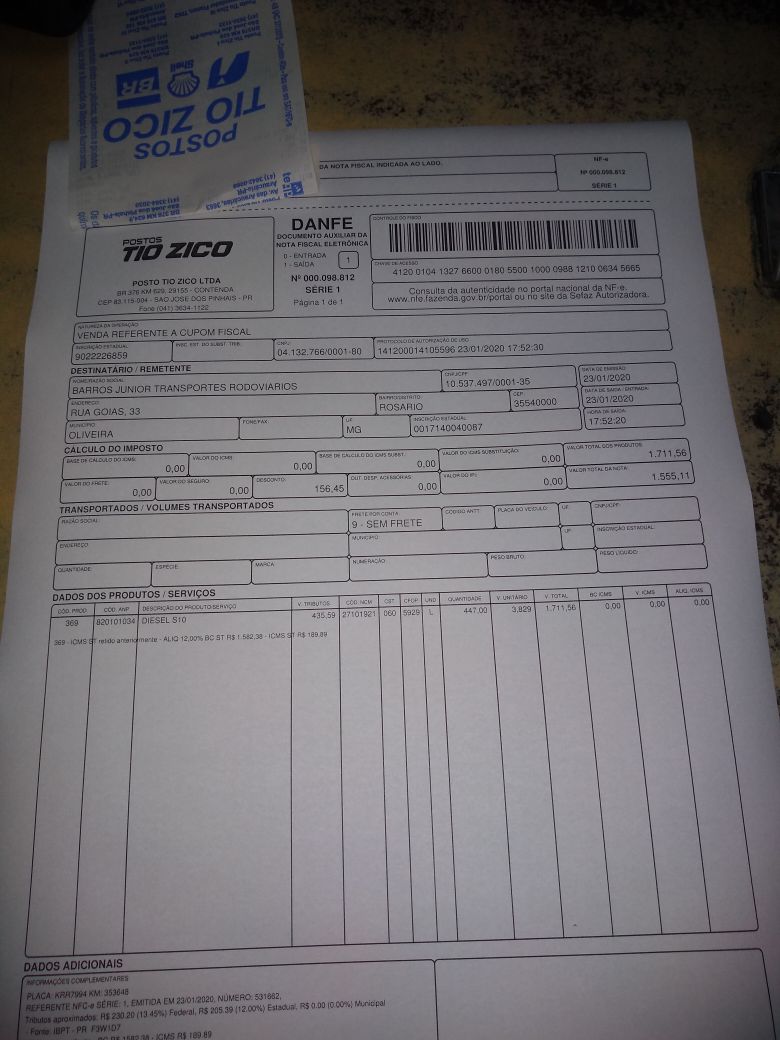 POSTOS
TIO ZICO
Shell
BR
DA NOTA FISCAL INDICADA AO LADO.
NF-e
Nº 000.098.812
SÉRIE 1
POSTOS
TIO ZICO
POSTO TIO ZICO LTDA
BR 376 KM 629, 29155 - CONTENDA
CEP 83.115-004 - SAO JOSE DOS PINHAIS - PR
Fone (041) 3634-1122
DANFE
DOCUMENTO AUXILIAR DA
NOTA FISCAL ELETRÔNICA
0 - ENTRADA
1 - SAÍDA
1
Nº 000.098.812
SÉRIE 1
Página 1 de 1
CONTROLE DO FISCO
CHAVE DE ACESSO
4120 0104 1327 6600 0180 5500 1000 0988 1210 0634 5665
Consulta da autenticidade no portal nacional da NF-e.
www.nfe.fazenda.gov.br/portal ou no site da Sefaz Autorizadora.
NATUREZA DA OPERAÇÃO
VENDA REFERENTE A CUPOM FISCAL
INSCRIÇÃO ESTADUAL
9022226859
INSC. EST. DO SUBST. TRIB.
CNPJ
04.132.766/0001-80
PROTOCOLO DE AUTORIZAÇÃO DE USO
141200014105596 23/01/2020 17:52:30
DESTINATÁRIO / REMETENTE
NOME/RAZÃO SOCIAL
BARROS JUNIOR TRANSPORTES RODOVIARIOS
CNPJ/CPF
10.537.497/0001-35
DATA DE EMISSÃO
23/01/2020
ENDEREÇO:
RUA GOIAS, 33
BAIRRO/DISTRITO:
ROSARIO
CEP:
35540000
DATA DE SAÍDA / ENTRADA:
23/01/2020
MUNICÍPIO
OLIVEIRA
FONE/FAX:
UF
MG
INSCRIÇÃO ESTADUAL
0017140040087
HORA DE SAÍDA:
17:52:20
CÁLCULO DO IMPOSTO
BASE DE CÁLCULO DO ICMS:
0,00
VALOR DO ICMS:
0,00
BASE DE CÁLCULO DO ICMS SUBST.:
0,00
VALOR DO ICMS SUBSTITUIÇÃO:
0,00
VALOR TOTAL DOS PRODUTOS:
1.711,56
VALOR DO FRETE:
0,00
VALOR DO SEGURO:
0,00
DESCONTO:
156,45
OUT. DESP. ACESSÓRIAS:
0,00
VALOR DO IPI:
0,00
VALOR TOTAL DA NOTA:
1.555,11
TRANSPORTADOS / VOLUMES TRANSPORTADOS
RAZÃO SOCIAL:
FRETE POR CONTA:
9 - SEM FRETE
CÓDIGO ANTT:
PLACA DO VEÍCULO:
UF:
CNPJ/CPF:
ENDEREÇO:
MUNICÍPIO:
UF:
INSCRIÇÃO ESTADUAL:
QUANTIDADE:
ESPÉCIE:
MARCA:
NUMERAÇÃO:
PESO BRUTO:
PESO LÍQUIDO:
DADOS DOS PRODUTOS / SERVIÇOS
CÓD. PROD. CÓD. ANP DESCRIÇÃO DO PRODUTO/SERVIÇO V. TRIBUTOS CÓD. NCM CST CFOP UND QUANTIDADE V. UNITÁRIO V. TOTAL BC ICMS V. ICMS ALIQ. ICMS
369 820101034 DIESEL S10 435,59 27101921 060 5929 L 447,00 3,829 1.711,56 0,00 0,00 0,00
369 - ICMS ST retido anteriormente - ALIQ 12,00% BC ST R$ 1.582,38 - ICMS ST R$ 189,89
DADOS ADICIONAIS
INFORMAÇÕES COMPLEMENTARES
PLACA: KRR7994 KM: 353648
REFERENTE NFC-e SÉRIE: 1, EMITIDA EM 23/01/2020, NÚMERO: 531662,
Tributos aproximados: R$ 230.20 (13.45%) Federal, R$ 205.39 (12.00%) Estadual, R$ 0.00 (0.00%) Municipal
- Fonte: IBPT - PR F3W1D7
BC R$ 1582.38 - ICMS R$ 189.89